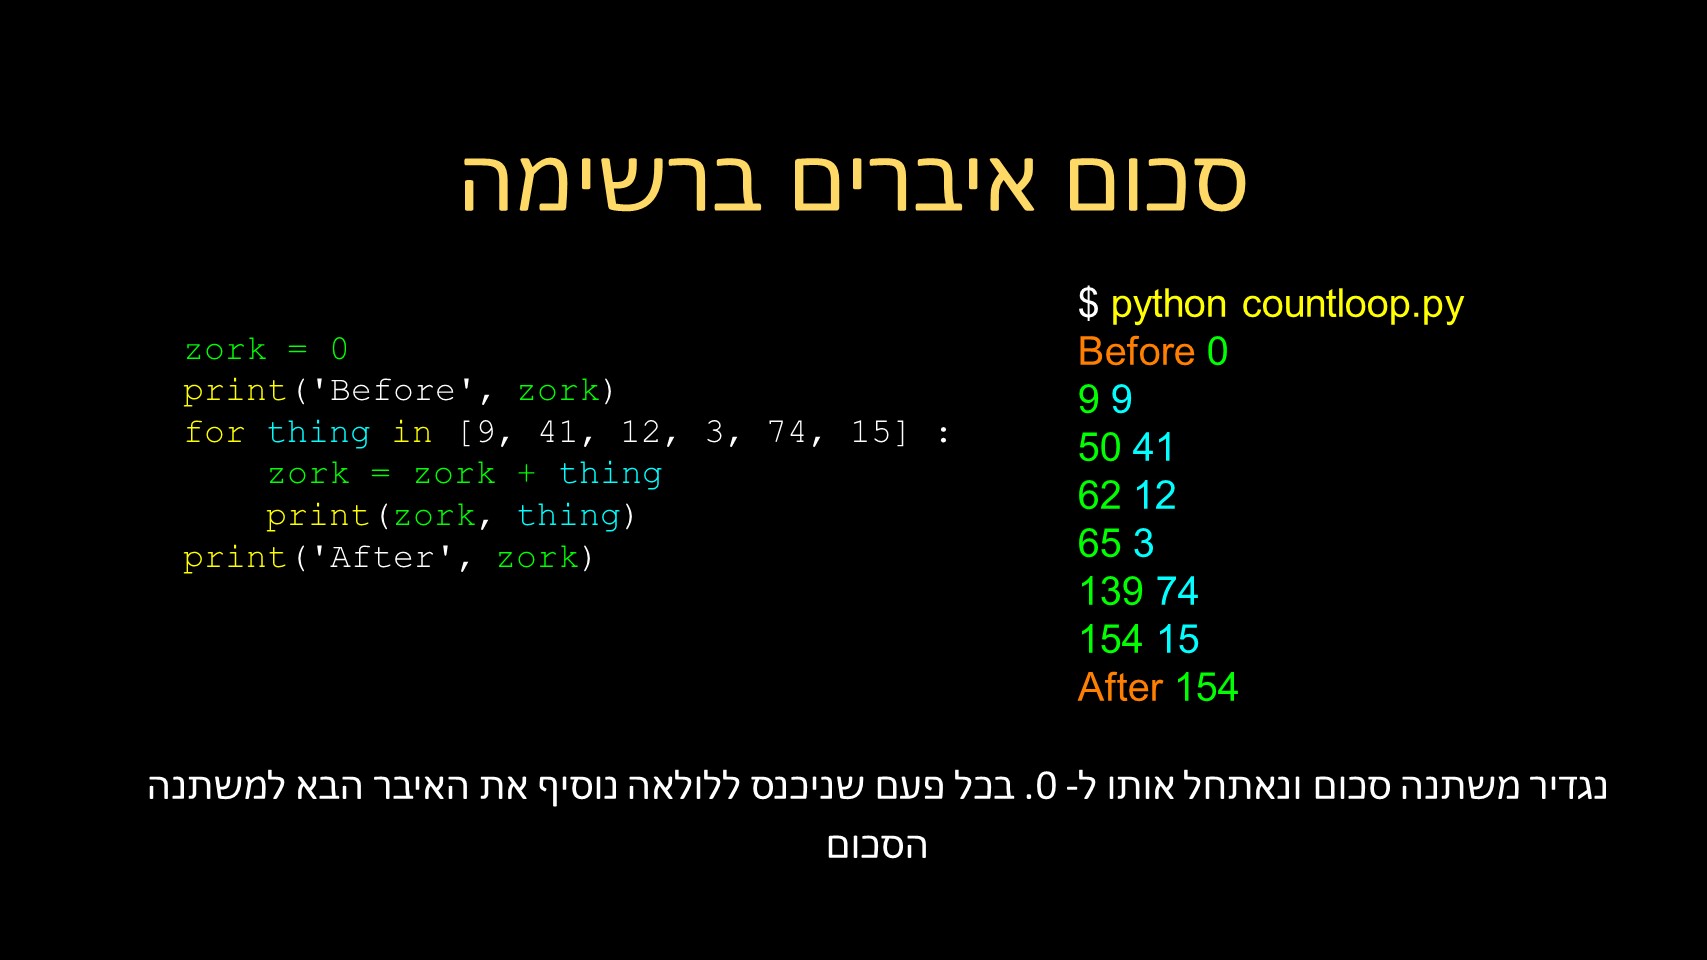 סכום איברים ברשימה
zork = 0
print('Before', zork)
for thing in [9, 41, 12, 3, 74, 15] :
    zork = zork + thing
    print(zork, thing)
print('After', zork)
$ python countloop.py
Before 0
9 9
50 41
62 12
65 3
139 74
154 15
After 154
נגדיר משתנה סכום ונאתחל אותו ל- 0. בכל פעם שניכנס ללולאה נוסיף את האיבר הבא למשתנה
הסכום